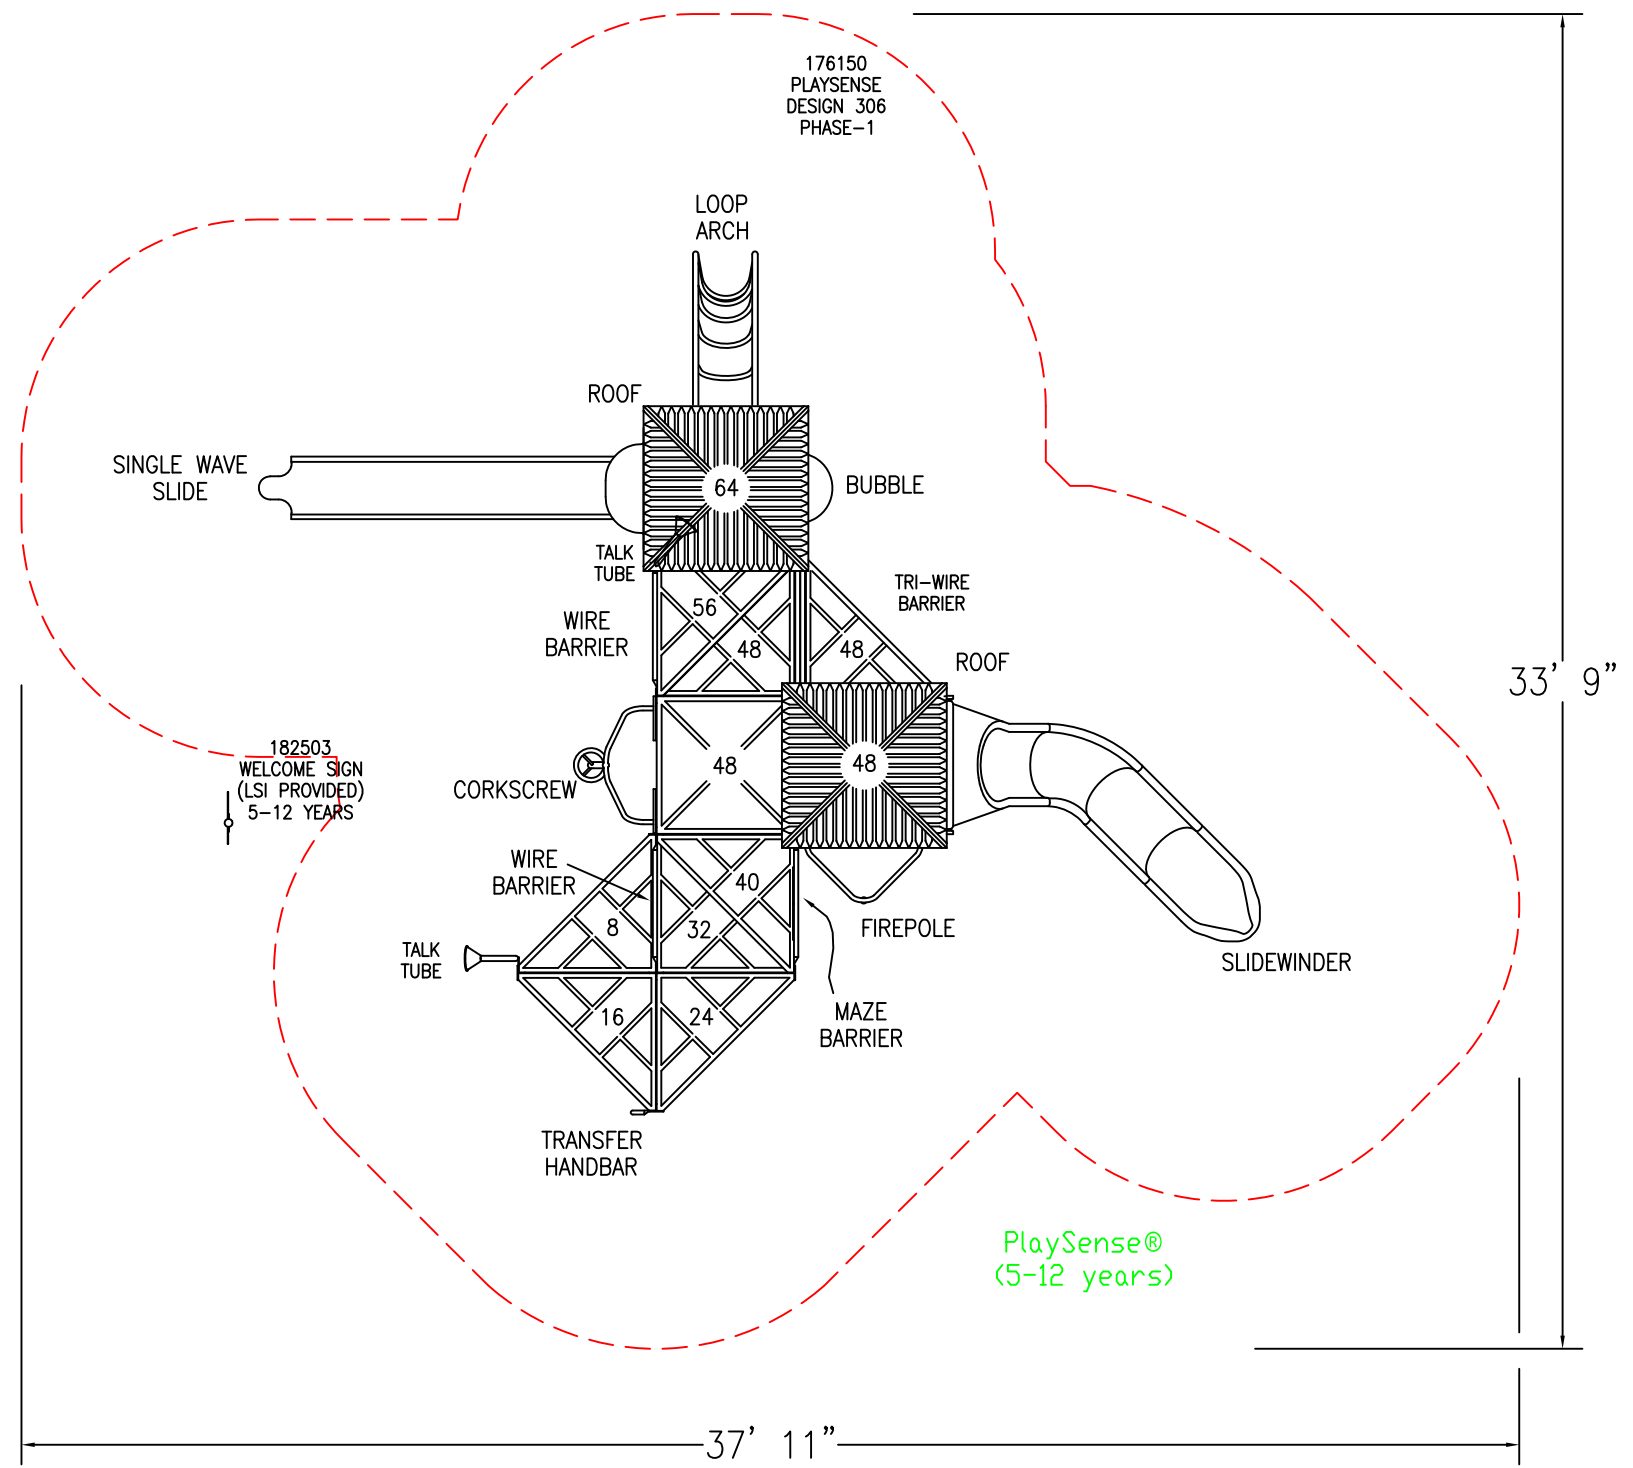 176150
PLAYSENSE
DESIGN 306
PHASE-1
LOOP
ARCH
ROOF
SINGLE WAVE
SLIDE
64
BUBBLE
TALK
TUBE
TRI-WIRE
BARRIER
56
WIRE
BARRIER
48
48
ROOF
33' 9"
182503
WELCOME SIGN
(LSI PROVIDED)
5-12 YEARS
CORKSCREW
48
48
WIRE
BARRIER
40
8
32
FIREPOLE
TALK
TUBE
SLIDEWINDER
16
24
MAZE
BARRIER
TRANSFER
HANDBAR
PlaySense®
(5-12 years)
37' 11"